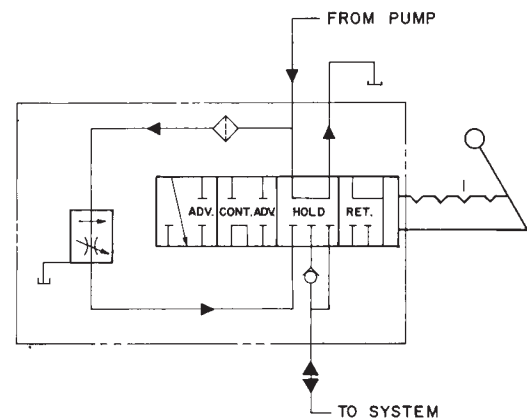 FROM PUMP
ADV. CONT. ADV. HOLD RET.
TO SYSTEM